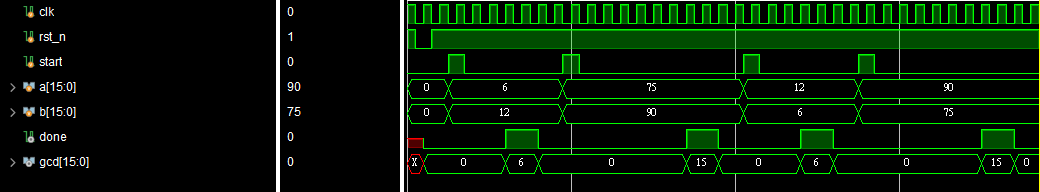 clk 0
rst_n 1
start 0
a[15:0] 90 0 6 75 12 90
b[15:0] 75 0 12 90 6 75
done 0
gcd[15:0] 0 X 0 6 0 15 0 6 0 15 0